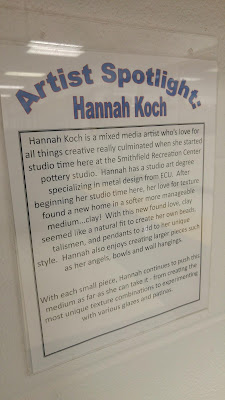 Artist Spotlight:
Hannah Koch
Hannah Koch is a mixed media artist who's love for
all things creative really culminated when she started
studio time here at the Smithfield Recreation Center
pottery studio. Hannah has a studio art degree
specializing in metal design from ECU. After
beginning her studio time here, her love for texture
found a new home in a softer more manageable
medium...clay! With this new found love, clay
seemed like a natural fit to create her own beads,
talismen, and pendants to add to her unique
style. Hannah also enjoys creating larger pieces such
as her angels, bowls and wall hangings.
With each small piece, Hannah continues to push this
medium as far as she can take it - from creating the
most unique texture combinations to experimenting
with various glazes and patinas.